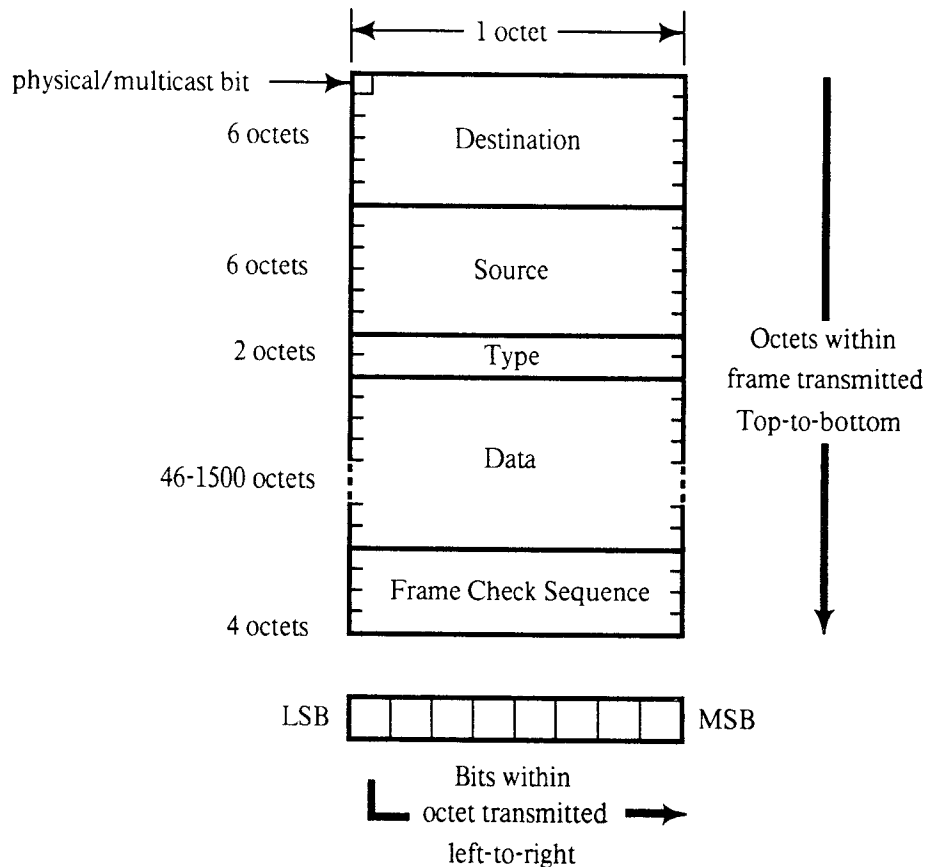 1 octet
physical/multicast bit
6 octets
Destination
6 octets
Source
2 octets
Type
Octets within
frame transmitted
Top-to-bottom
46-1500 octets
Data
Frame Check Sequence
4 octets
LSB
MSB
Bits within
octet transmitted
left-to-right